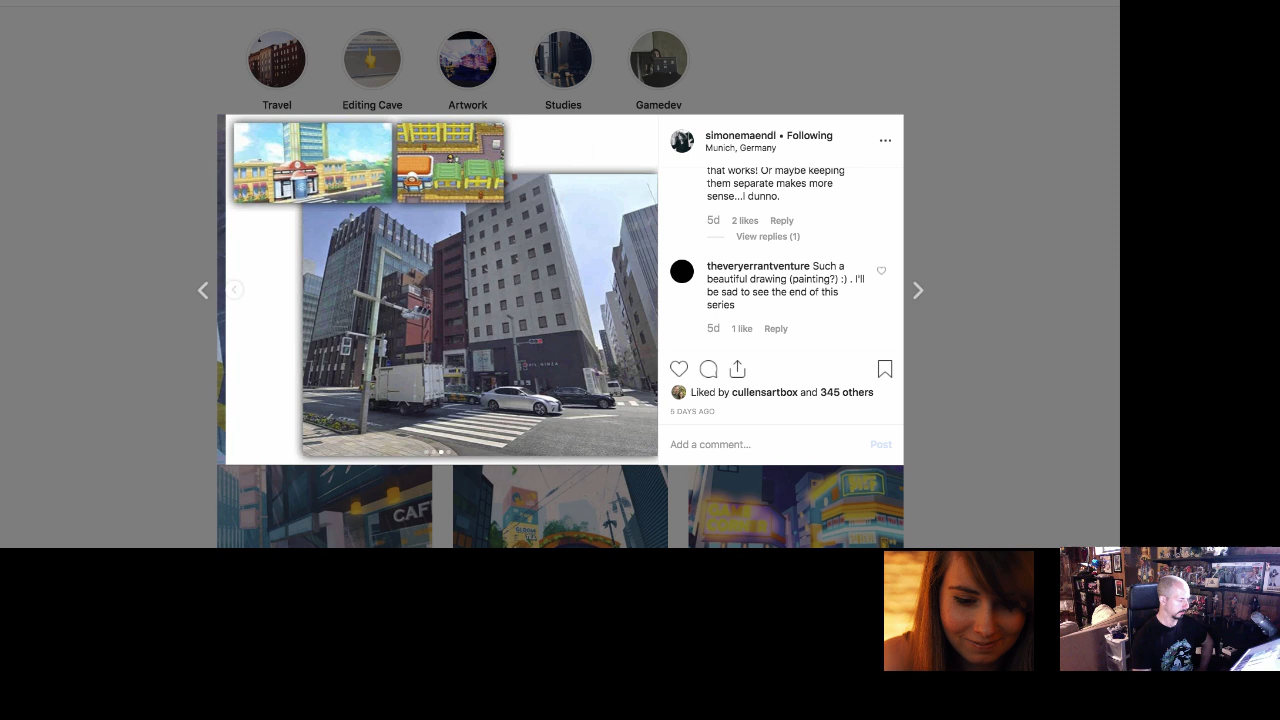 Travel
Editing Cave
Artwork
Studies
Gamedev
simonemaendl • Following
Munich, Germany
that works! Or maybe keeping
them separate makes more
sense...I dunno.
5d 2 likes Reply
View replies (1)
theveryerrantventure Such a
beautiful drawing (painting?) :) . I'll
be sad to see the end of this
series
5d 1 like Reply
Liked by cullensartbox and 345 others
5 DAYS AGO
Add a comment... Post
CAF
CORNER